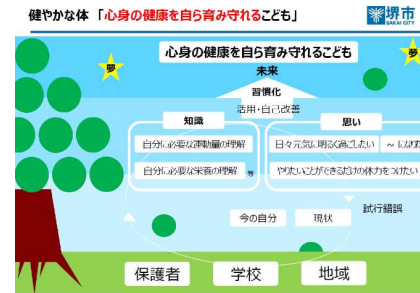 健やかな体 「心身の健康を自ら育み守れるこども」
堺市
SAKAI CITY
心身の健康を自ら育み守れるこども
夢
夢
未来
習慣化
活用・自己改善
知識
思い
自分に必要な運動量の理解
日々元気に明るく過ごしたい
自分に必要な栄養の理解
等
やりたいことができるだけの体力をつけたい
試行錯誤
今の自分
現状
保護者
学校
地域